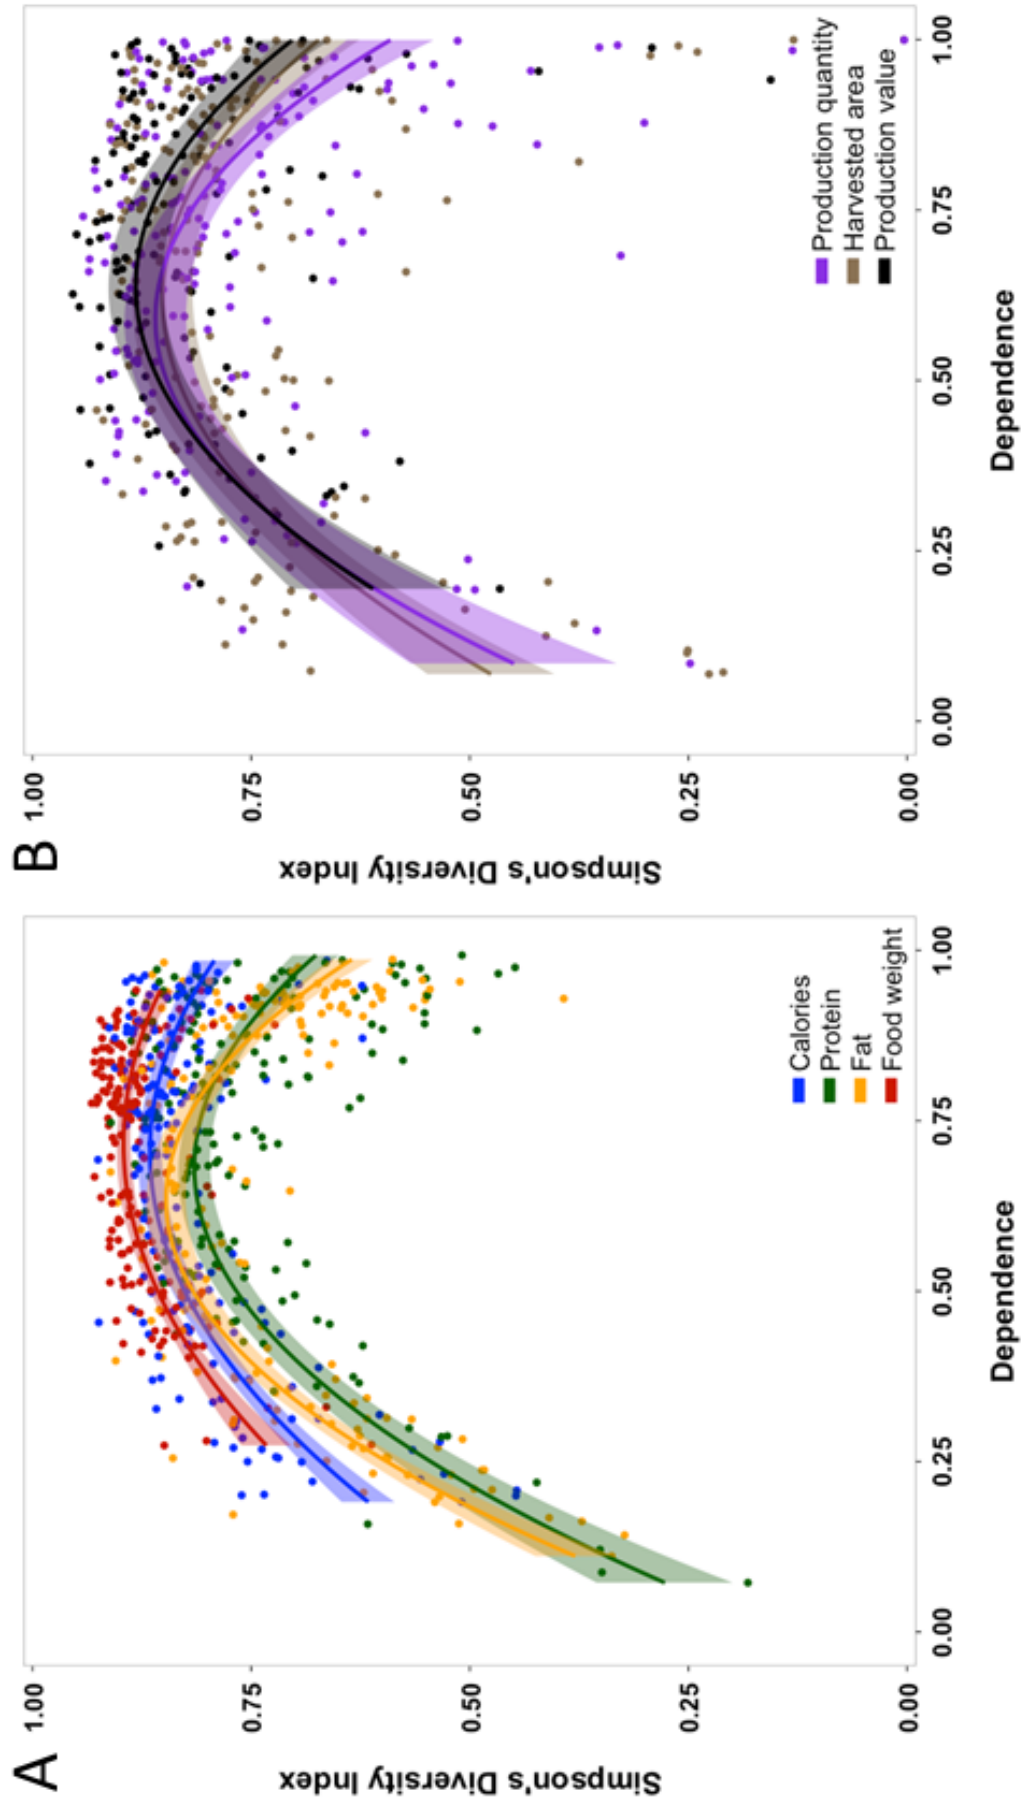 A
Simpson's Diversity Index
1.00
0.75
0.50
0.25
0.00
0.00
0.25
0.50
0.75
1.00
Dependence
Calories
Protein
Fat
Food weight
B
Simpson's Diversity Index
1.00
0.75
0.50
0.25
0.00
0.00
0.25
0.50
0.75
1.00
Dependence
Production quantity
Harvested area
Production value